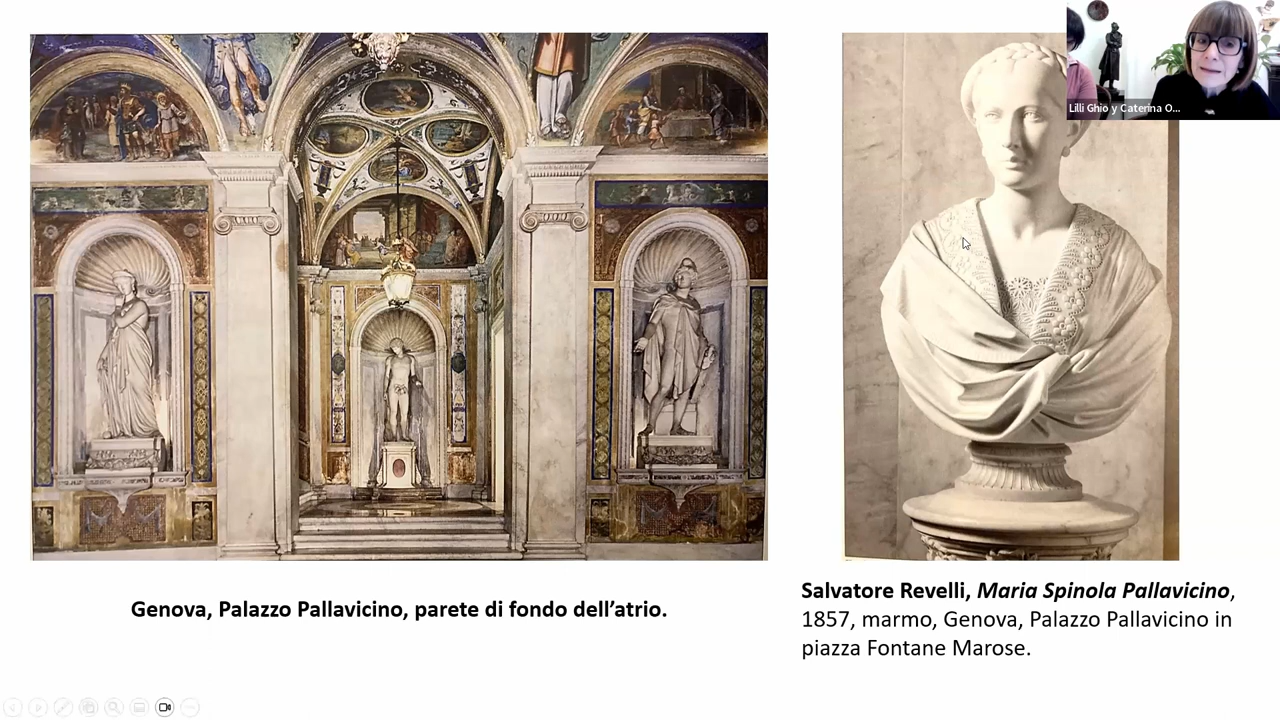 Lilli Ghio y Caterina O...
Genova, Palazzo Pallavicino, parete di fondo dell’atrio.
Salvatore Revelli, Maria Spinola Pallavicino,
1857, marmo, Genova, Palazzo Pallavicino in
piazza Fontane Marose.